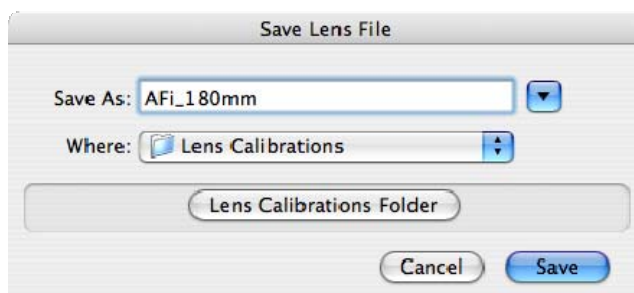 Save Lens File
Save As: AFi_180mm
Where: Lens Calibrations
Lens Calibrations Folder
Cancel Save